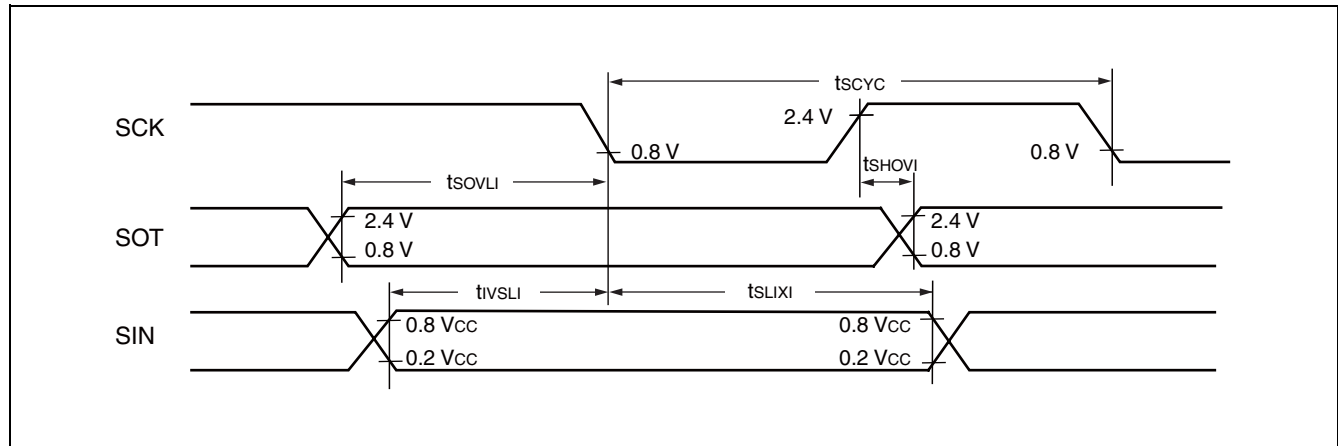 tSCYC
SCK
2.4 V
0.8 V
0.8 V
tSHOVI
tSOVLI
SOT
2.4 V
2.4 V
0.8 V
0.8 V
tIVSLI
tSLIXI
SIN
0.8 VCC
0.8 VCC
0.2 VCC
0.2 VCC